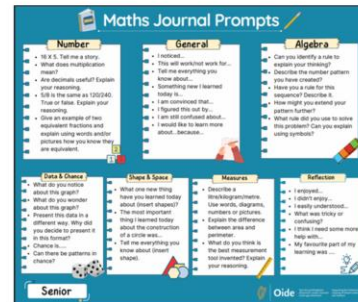 Maths Journal Prompts
Number
• 16 X 5. Tell me a story.
• What does multiplication
mean?
• Are decimals useful? Explain
your reasoning.
• 5/8 is the same as 120/240.
True or false. Explain your
reasoning.
• Give an example of two
equivalent fractions and
explain using words and/or
pictures how you know they
are equivalent.
General
• I noticed...
• This will work/not work for...
• Tell me everything you
know about...
• Something new I learned
today is...
• I am convinced that...
• I figured this out by...
• I am still confused about...
• I would like to learn more
about...because...
Algebra
• Can you identify a rule to
explain your thinking?
• Describe the number pattern
you have created?
• Have you a rule for this
sequence? Describe it.
• How might you extend your
pattern further?
• What rule did you use to solve
this problem? Can you explain
using symbols?
Data & Chance
• What do you notice
about this graph?
• What do you wonder
about this graph?
• Present this data in a
different way. Why did
you decide to present it
in this format?
• Chance is....
• Can there be patterns in
chance?
Shape & Space
• What one new thing
have you learned today
about (insert shapes)?
• The most important
thing I learned today
about the construction
of a circle was...
• Tell me everything you
know about (insert
shape).
Measures
• Describe a
litre/kilogram/metre.
Use words, diagrams,
numbers or pictures.
• Explain the difference
between area and
perimeter.
• What do you think is
the best measurement
tool invented? Explain
your reasoning.
Reflection
• I enjoyed...
• I didn't enjoy...
• I easily understood...
• What was tricky or
confusing?
• I think I need some more
help with...
• My favourite part of my
learning was ....
Senior
Oide